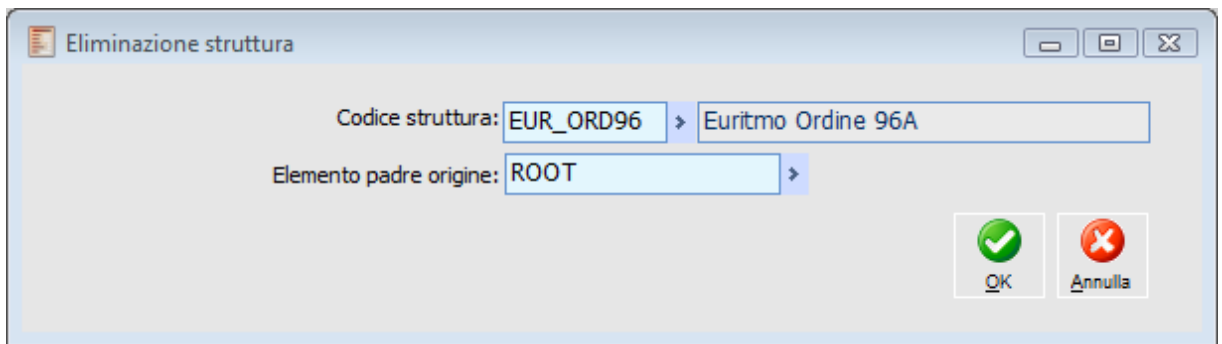 Eliminazione struttura
Codice struttura: EUR_ORD96 Euritmo Ordine 96A
Elemento padre origine: ROOT
OK Annulla